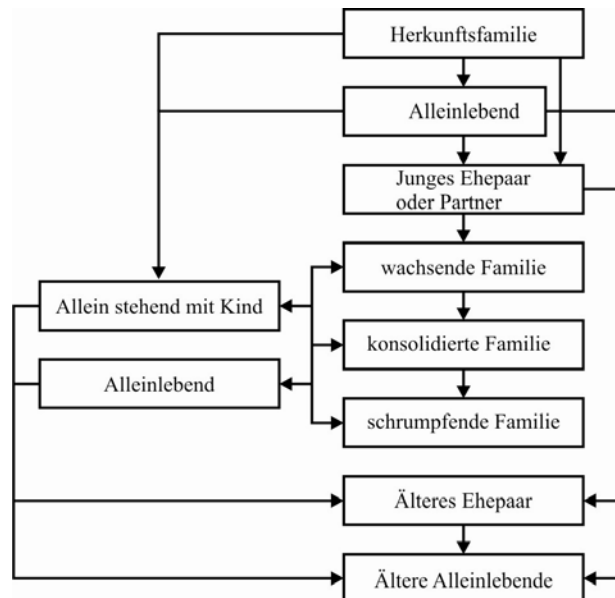 Herkunftsfamilie
Alleinlebend
Junges Ehepaar
oder Partner
wachsende Familie
Allein stehend mit Kind
konsolidierte Familie
Alleinlebend
schrumpfende Familie
Älteres Ehepaar
Ältere Alleinlebende